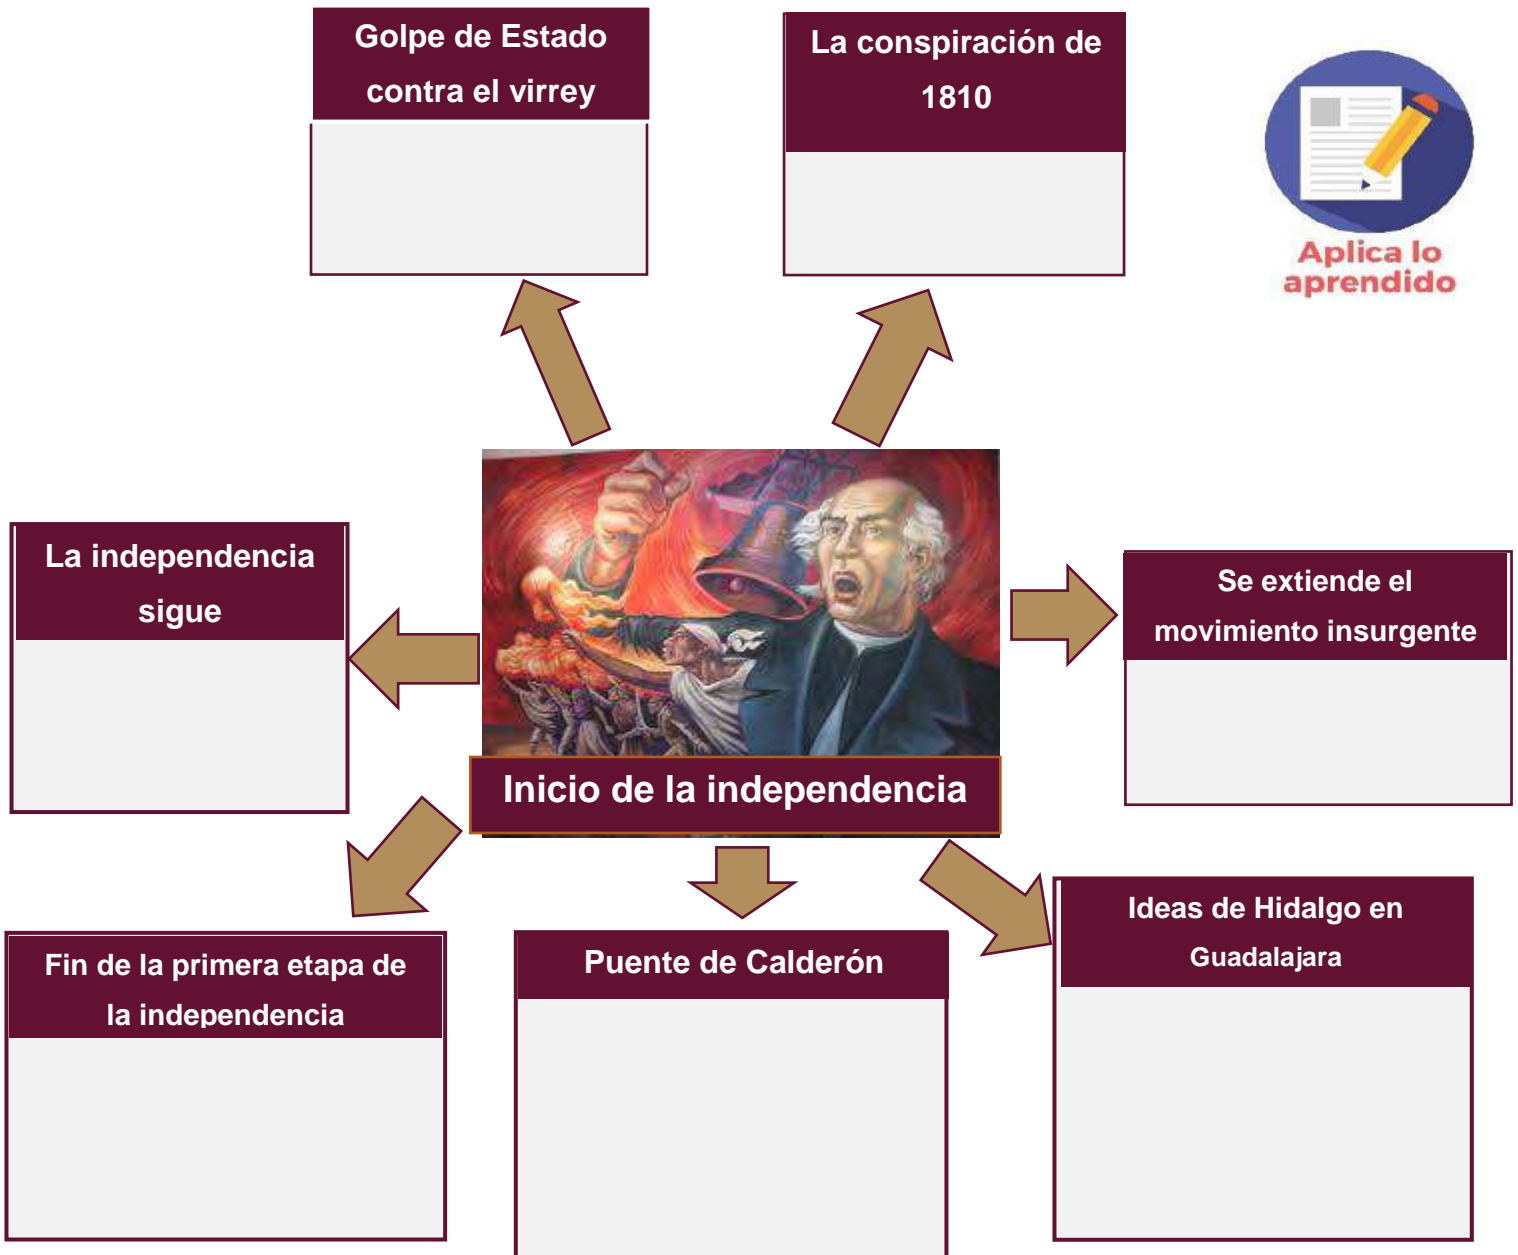 Golpe de Estado
contra el virrey
La conspiración de
1810
Aplica lo
aprendido
La independencia
sigue
Se extiende el
movimiento insurgente
Inicio de la independencia
Fin de la primera etapa de
la independencia
Puente de Calderón
Ideas de Hidalgo en
Guadalajara